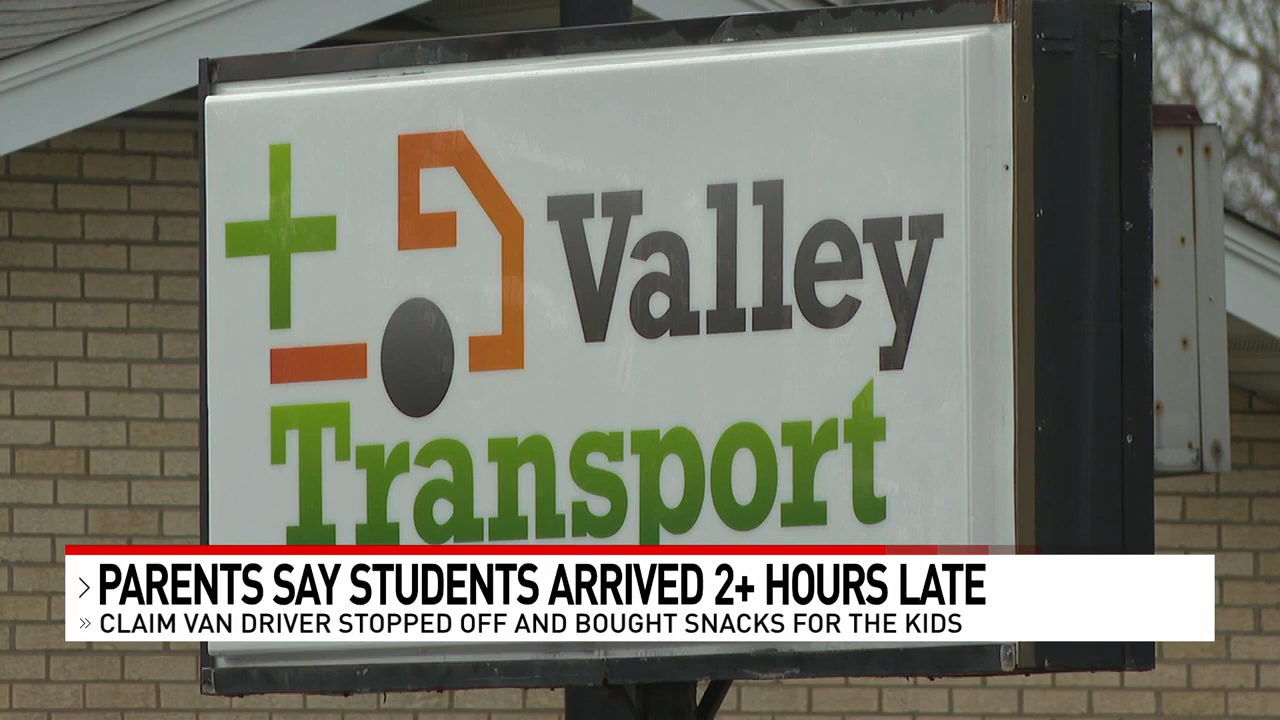 Valley
Transport
PARENTS SAY STUDENTS ARRIVED 2+ HOURS LATE
CLAIM VAN DRIVER STOPPED OFF AND BOUGHT SNACKS FOR THE KIDS